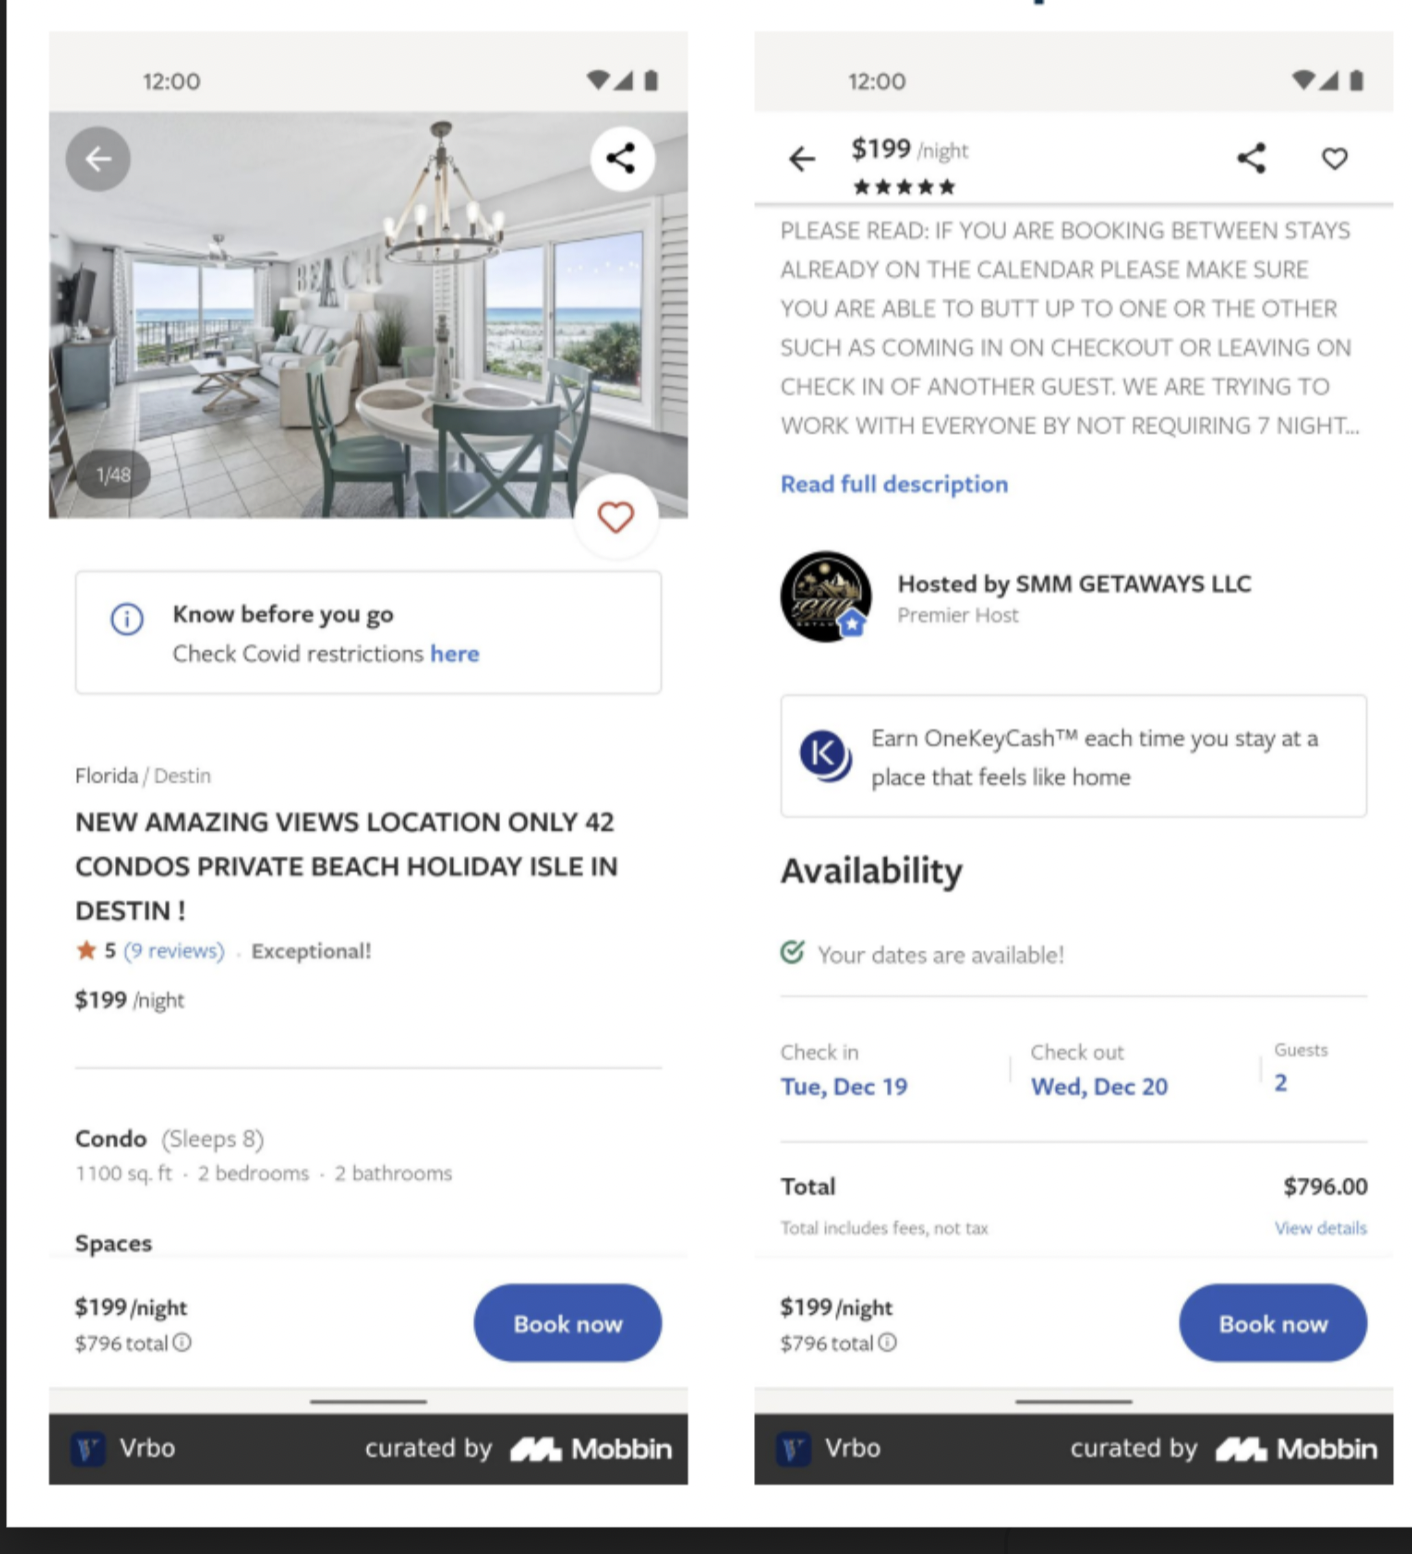 12:00
1/48
BEACH
Know before you go
Check Covid restrictions here
Florida / Destin
NEW AMAZING VIEWS LOCATION ONLY 42
CONDOS PRIVATE BEACH HOLIDAY ISLE IN
DESTIN !
5 (9 reviews) · Exceptional!
$199 /night
Condo (Sleeps 8)
1100 sq. ft · 2 bedrooms · 2 bathrooms
Spaces
$199/night
$796 total
Book now
Vrbo curated by Mobbin
12:00
$199 /night
★★★★★
PLEASE READ: IF YOU ARE BOOKING BETWEEN STAYS
ALREADY ON THE CALENDAR PLEASE MAKE SURE
YOU ARE ABLE TO BUTT UP TO ONE OR THE OTHER
SUCH AS COMING IN ON CHECKOUT OR LEAVING ON
CHECK IN OF ANOTHER GUEST. WE ARE TRYING TO
WORK WITH EVERYONE BY NOT REQUIRING 7 NIGHT...
Read full description
Hosted by SMM GETAWAYS LLC
Premier Host
K
Earn OneKeyCash™ each time you stay at a
place that feels like home
Availability
Your dates are available!
Check in
Tue, Dec 19
Check out
Wed, Dec 20
Guests
2
Total $796.00
Total includes fees, not tax View details
$199/night
$796 total
Book now
Vrbo curated by Mobbin